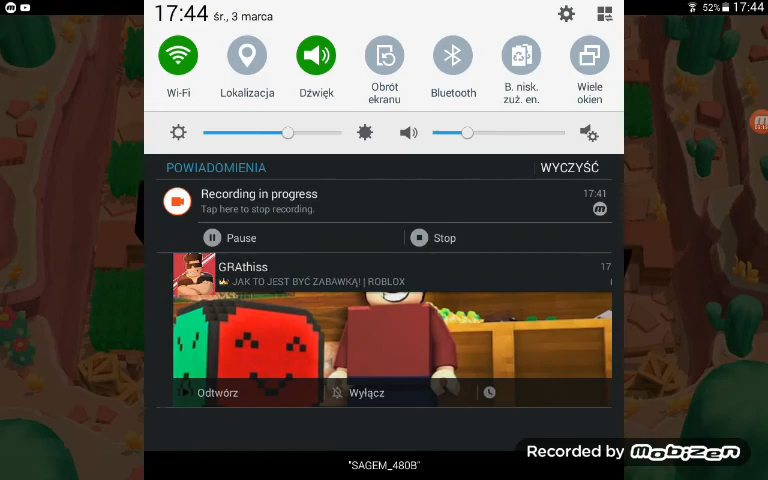 52% 17:44
17:44 śr., 3 marca
Wi-Fi
Lokalizacja
Dźwięk
Obrót
ekranu
Bluetooth
B. nisk.
zuż. en.
Wiele
okien
POWIADOMIENIA
WYCZYŚĆ
Recording in progress
17:41
Tap here to stop recording.
Pause
Stop
GRAthiss
17
JAK TO JEST BYĆ ZABAWKĄ! | ROBLOX
Odtwórz
Wyłącz
Recorded by Mobizen
"SAGEM_480B"